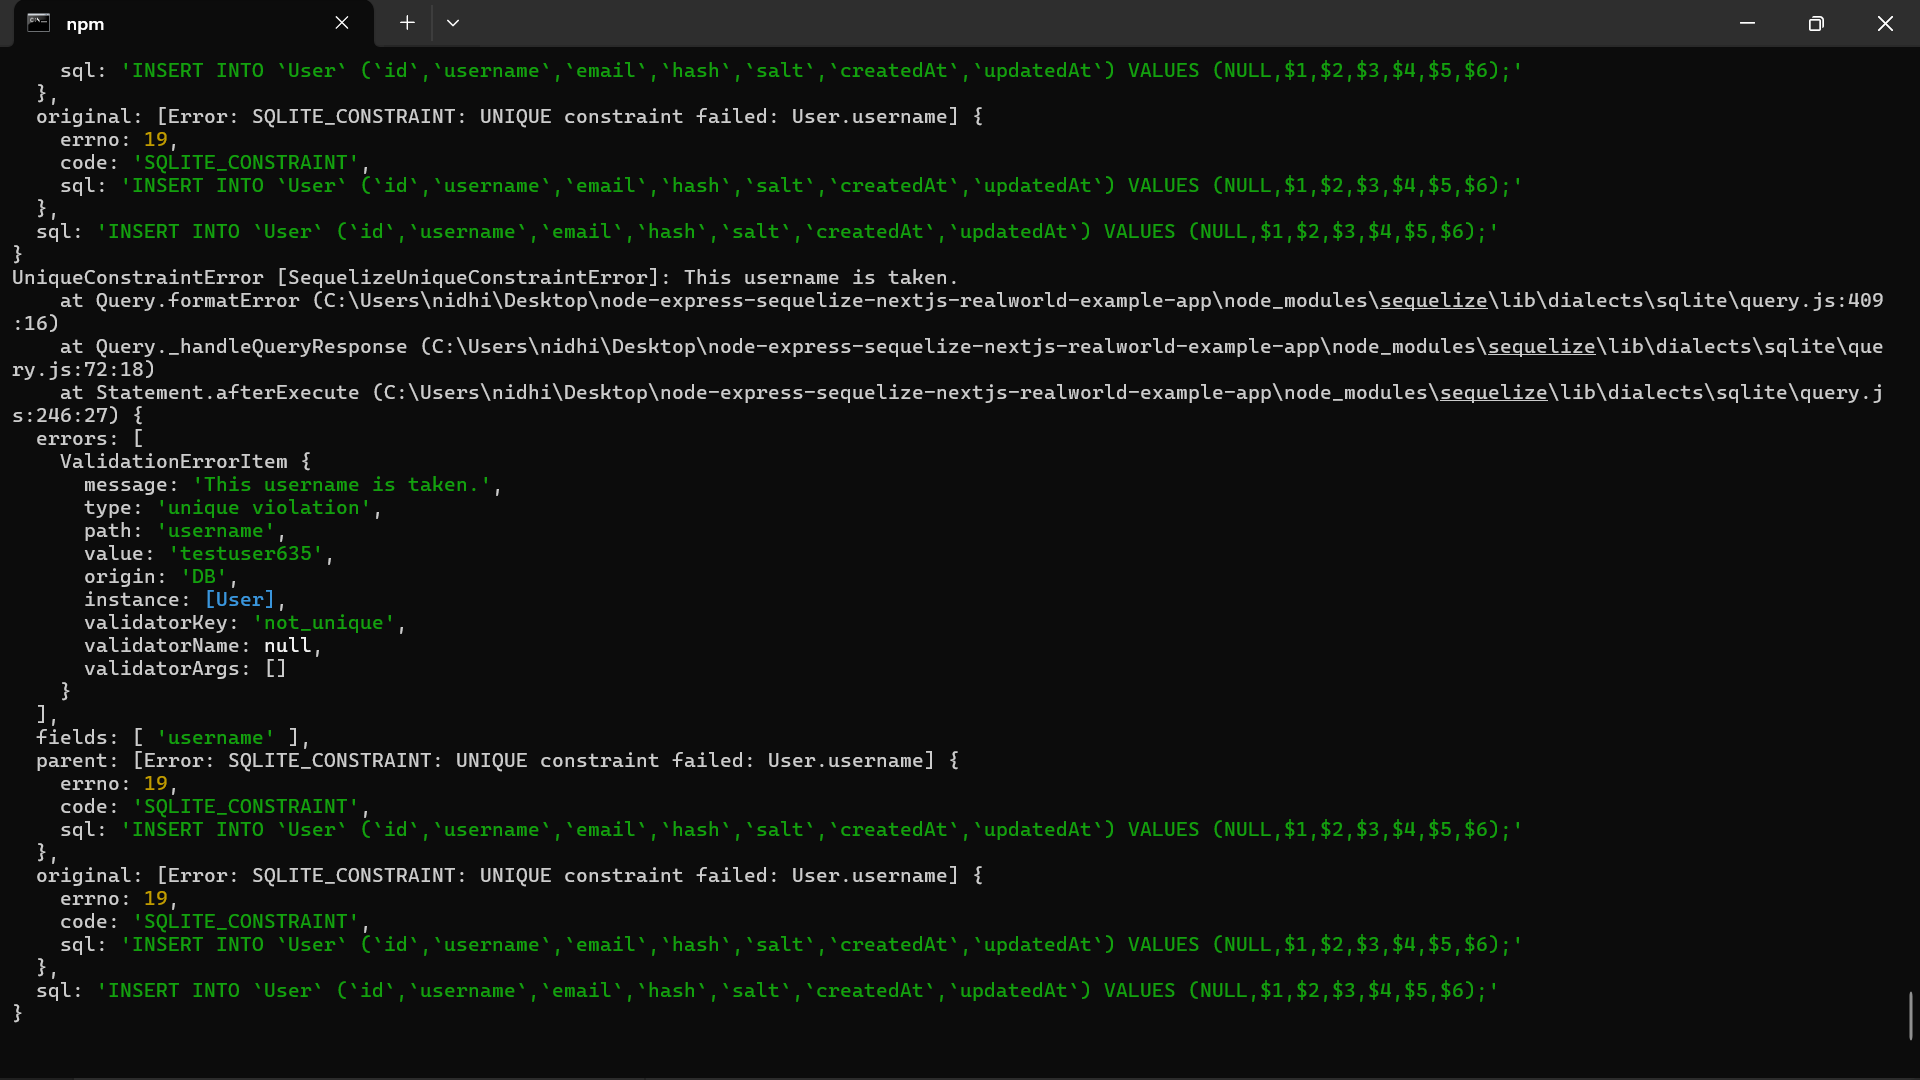 npm
sql: 'INSERT INTO `User` (`id`,`username`,`email`,`hash`,`salt`,`createdAt`,`updatedAt`) VALUES (NULL,$1,$2,$3,$4,$5,$6);'
},
original: [Error: SQLITE_CONSTRAINT: UNIQUE constraint failed: User.username] {
errno: 19,
code: 'SQLITE_CONSTRAINT',
sql: 'INSERT INTO `User` (`id`,`username`,`email`,`hash`,`salt`,`createdAt`,`updatedAt`) VALUES (NULL,$1,$2,$3,$4,$5,$6);'
},
sql: 'INSERT INTO `User` (`id`,`username`,`email`,`hash`,`salt`,`createdAt`,`updatedAt`) VALUES (NULL,$1,$2,$3,$4,$5,$6);'
}
UniqueConstraintError [SequelizeUniqueConstraintError]: This username is taken.
at Query.formatError (C:\Users\nidhi\Desktop\node-express-sequelize-nextjs-realworld-example-app\node_modules\sequelize\lib\dialects\sqlite\query.js:409
:16)
at Query._handleQueryResponse (C:\Users\nidhi\Desktop\node-express-sequelize-nextjs-realworld-example-app\node_modules\sequelize\lib\dialects\sqlite\que
ry.js:72:18)
at Statement.afterExecute (C:\Users\nidhi\Desktop\node-express-sequelize-nextjs-realworld-example-app\node_modules\sequelize\lib\dialects\sqlite\query.j
s:246:27) {
errors: [
ValidationErrorItem {
message: 'This username is taken.',
type: 'unique violation',
path: 'username',
value: 'testuser635',
origin: 'DB',
instance: [User],
validatorKey: 'not_unique',
validatorName: null,
validatorArgs: []
}
],
fields: [ 'username' ],
parent: [Error: SQLITE_CONSTRAINT: UNIQUE constraint failed: User.username] {
errno: 19,
code: 'SQLITE_CONSTRAINT',
sql: 'INSERT INTO `User` (`id`,`username`,`email`,`hash`,`salt`,`createdAt`,`updatedAt`) VALUES (NULL,$1,$2,$3,$4,$5,$6);'
},
original: [Error: SQLITE_CONSTRAINT: UNIQUE constraint failed: User.username] {
errno: 19,
code: 'SQLITE_CONSTRAINT',
sql: 'INSERT INTO `User` (`id`,`username`,`email`,`hash`,`salt`,`createdAt`,`updatedAt`) VALUES (NULL,$1,$2,$3,$4,$5,$6);'
},
sql: 'INSERT INTO `User` (`id`,`username`,`email`,`hash`,`salt`,`createdAt`,`updatedAt`) VALUES (NULL,$1,$2,$3,$4,$5,$6);'
}